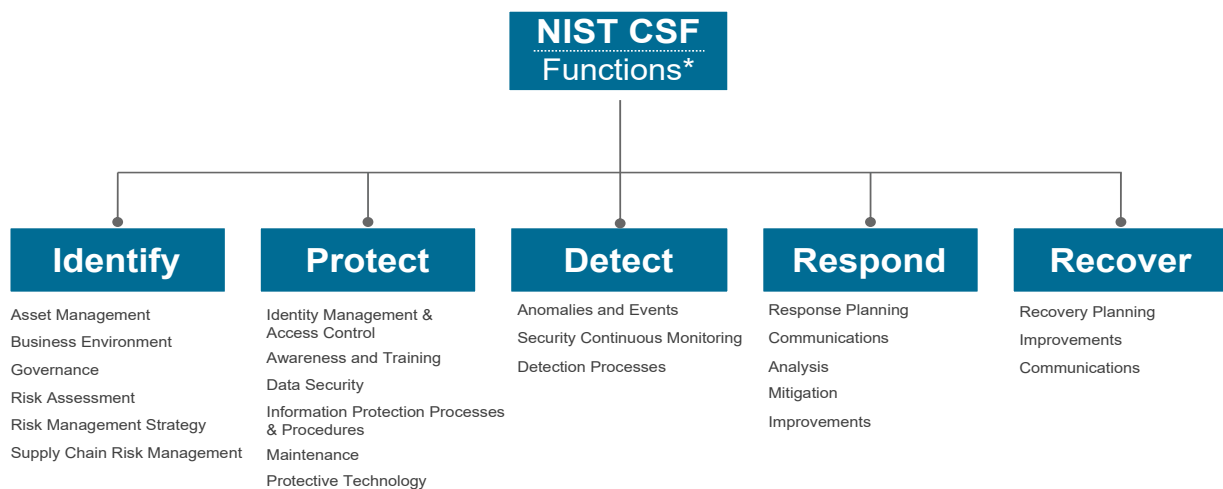 NIST CSF
Functions*
Identify
Asset Management
Business Environment
Governance
Risk Assessment
Risk Management Strategy
Supply Chain Risk Management
Protect
Identity Management &
Access Control
Awareness and Training
Data Security
Information Protection Processes
& Procedures
Maintenance
Protective Technology
Detect
Anomalies and Events
Security Continuous Monitoring
Detection Processes
Respond
Response Planning
Communications
Analysis
Mitigation
Improvements
Recover
Recovery Planning
Improvements
Communications